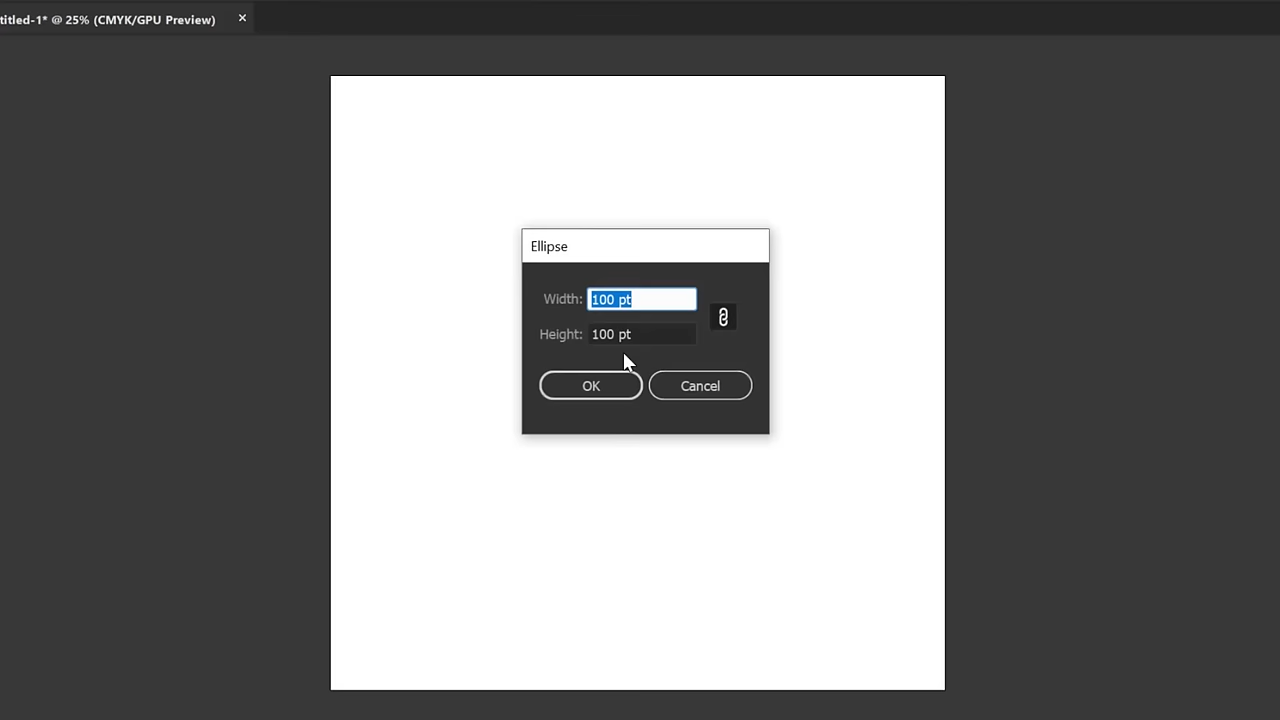 titled-1* @ 25% (CMYK/GPU Preview) ×
Ellipse
Width: 100 pt
Height: 100 pt
OK Cancel